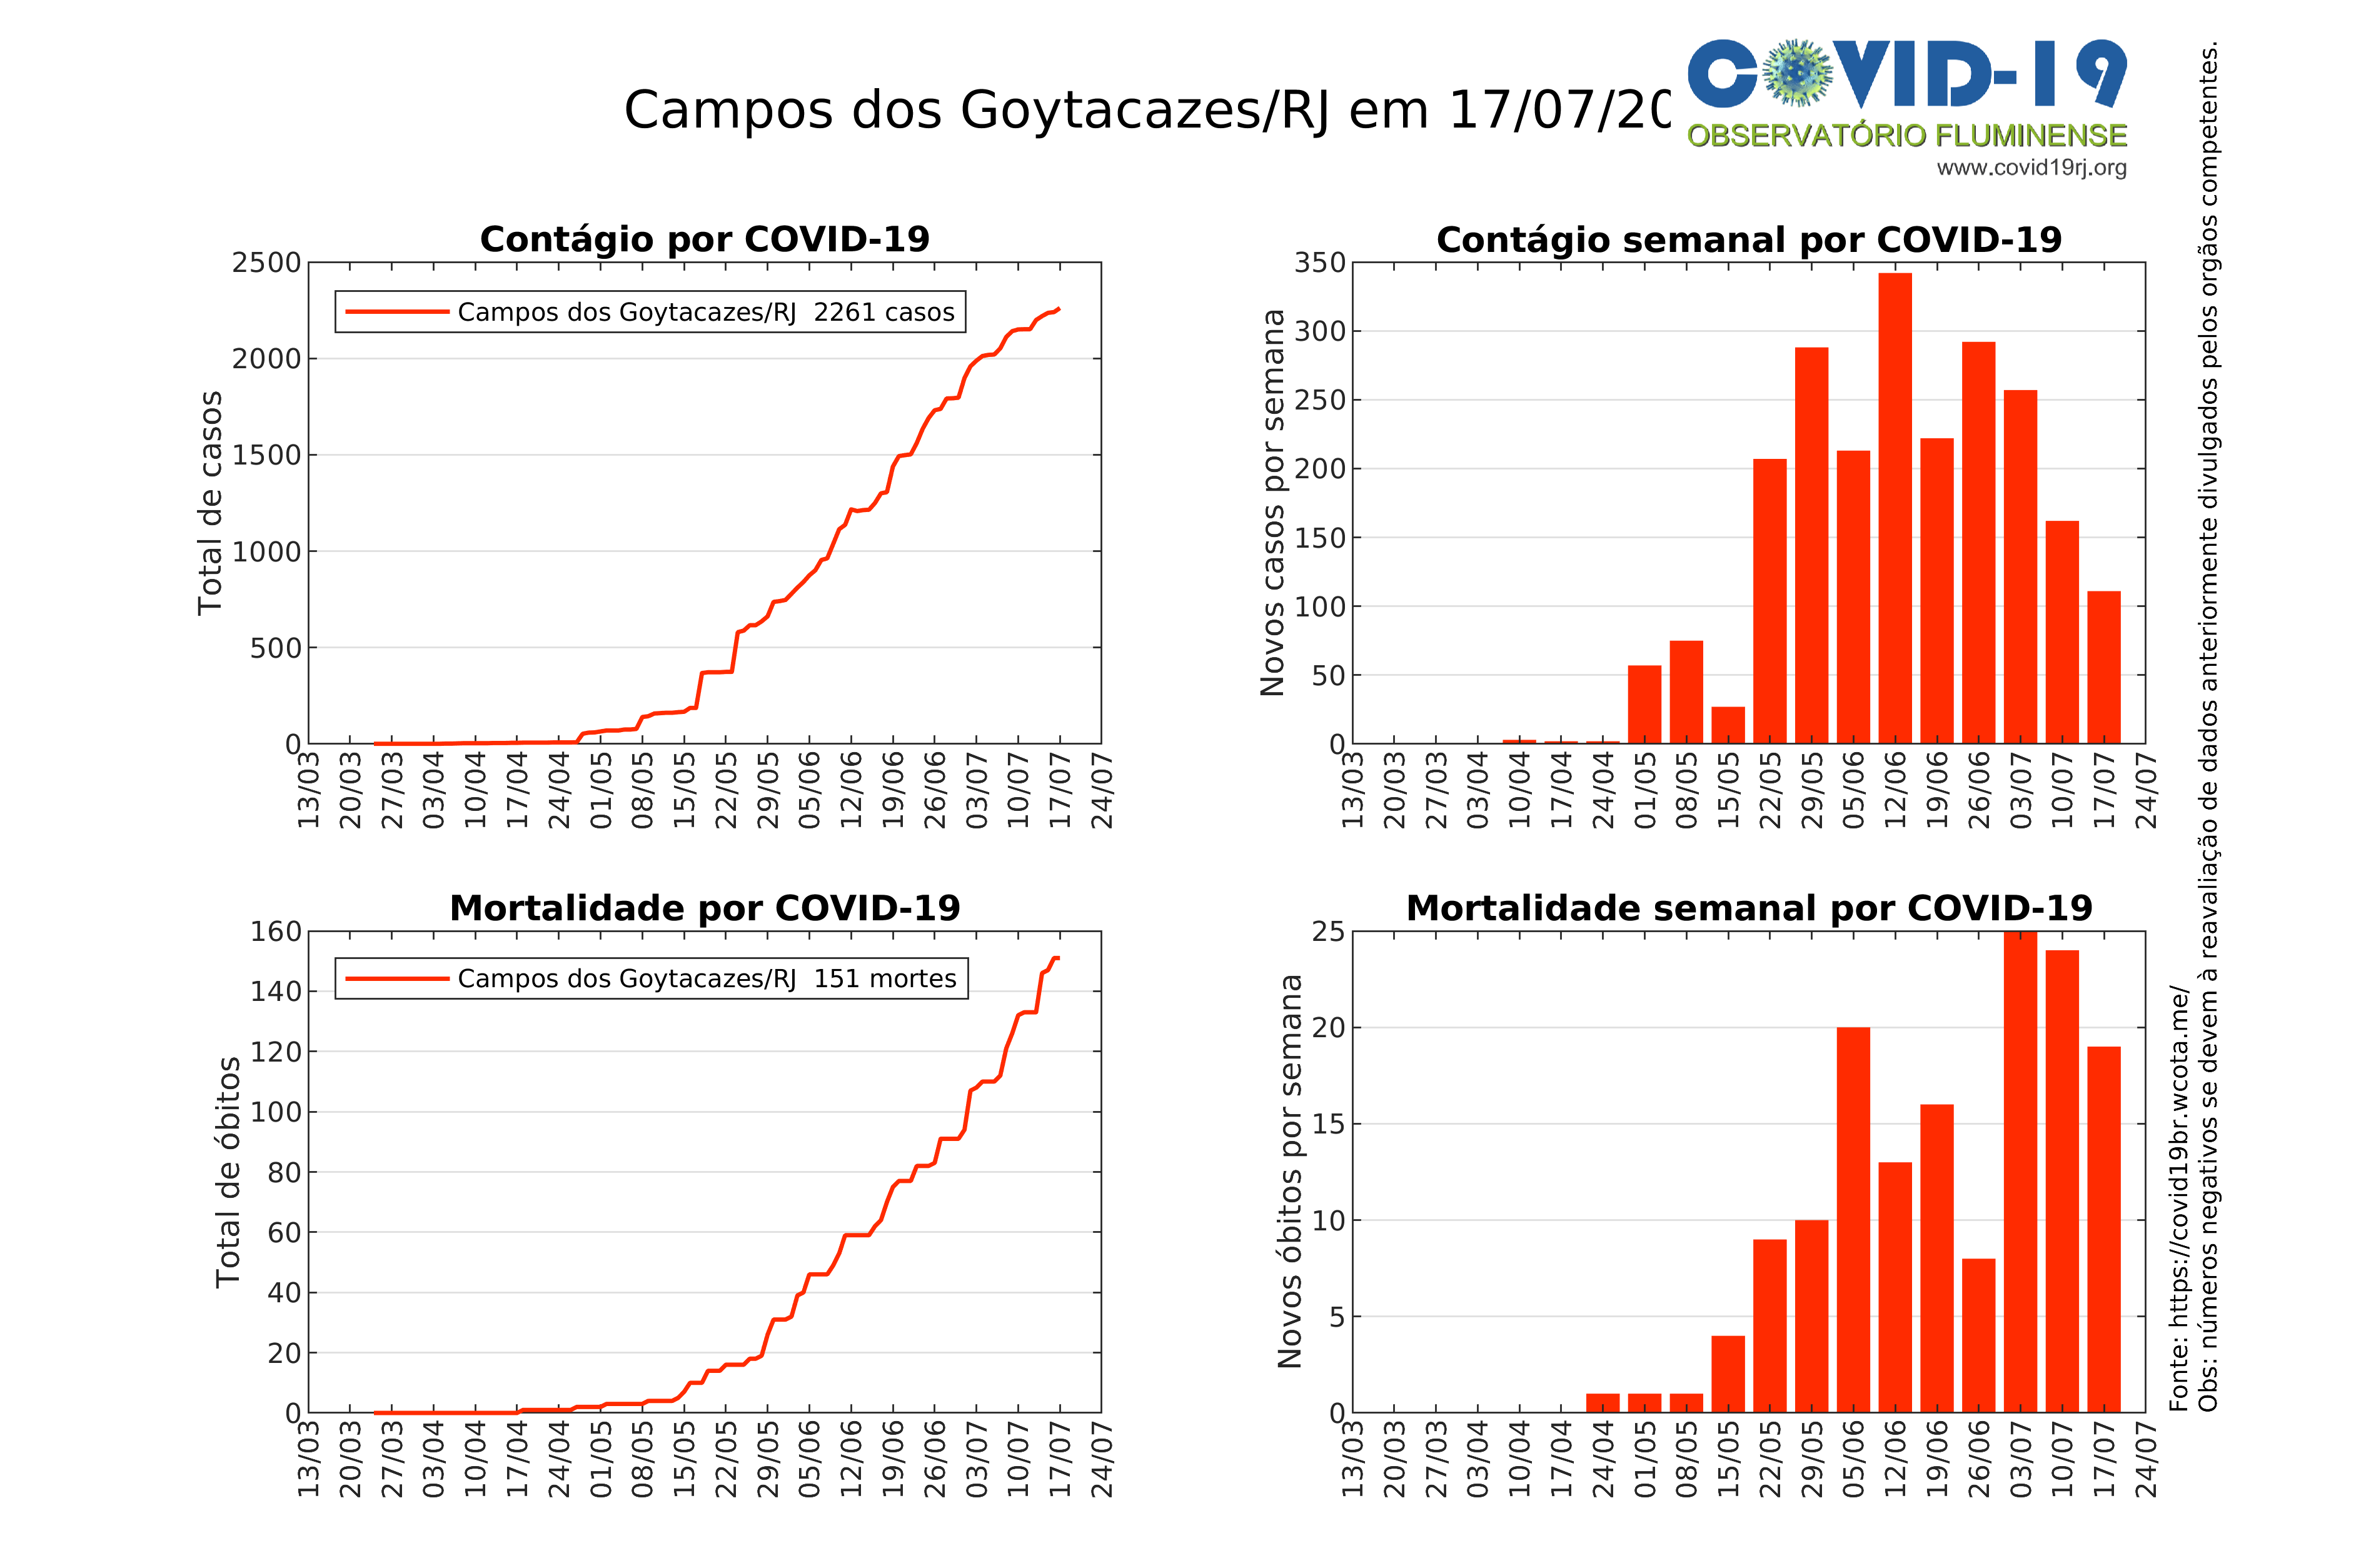 Campos dos Goytacazes/RJ em 17/07/20
COVID-19
OBSERVATÓRIO FLUMINENSE
www.covid19rj.org
Contágio por COVID-19
Total de casos
2500
2000
1500
1000
500
0
Campos dos Goytacazes/RJ 2261 casos
13/03 20/03 27/03 03/04 10/04 17/04 24/04 01/05 08/05 15/05 22/05 29/05 05/06 12/06 19/06 26/06 03/07 10/07 17/07 24/07
Contágio semanal por COVID-19
Novos casos por semana
350
300
250
200
150
100
50
0
13/03 20/03 27/03 03/04 10/04 17/04 24/04 01/05 08/05 15/05 22/05 29/05 05/06 12/06 19/06 26/06 03/07 10/07 17/07 24/07
Mortalidade por COVID-19
Total de óbitos
160
140
120
100
80
60
40
20
0
Campos dos Goytacazes/RJ 151 mortes
13/03 20/03 27/03 03/04 10/04 17/04 24/04 01/05 08/05 15/05 22/05 29/05 05/06 12/06 19/06 26/06 03/07 10/07 17/07 24/07
Mortalidade semanal por COVID-19
Novos óbitos por semana
25
20
15
10
5
0
13/03 20/03 27/03 03/04 10/04 17/04 24/04 01/05 08/05 15/05 22/05 29/05 05/06 12/06 19/06 26/06 03/07 10/07 17/07 24/07
Fonte: https://covid19br.wcota.me/
Obs: números negativos se devem à reavaliação de dados anteriormente divulgados pelos orgãos competentes.